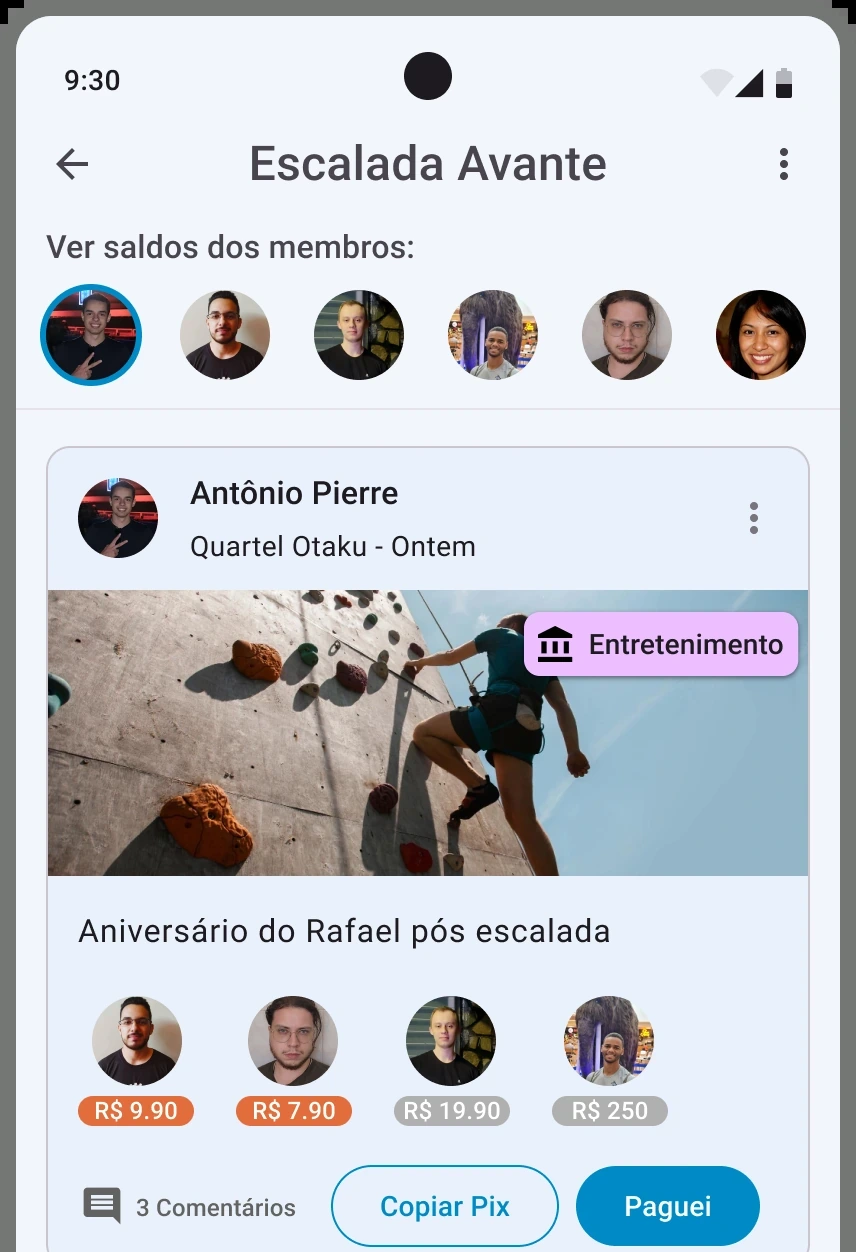 9:30
Escalada Avante
Ver saldos dos membros:
Antônio Pierre
Quartel Otaku - Ontem
Entretenimento
Aniversário do Rafael pós escalada
R$ 9.90 R$ 7.90 R$ 19.90 R$ 250
3 Comentários Copiar Pix Paguei